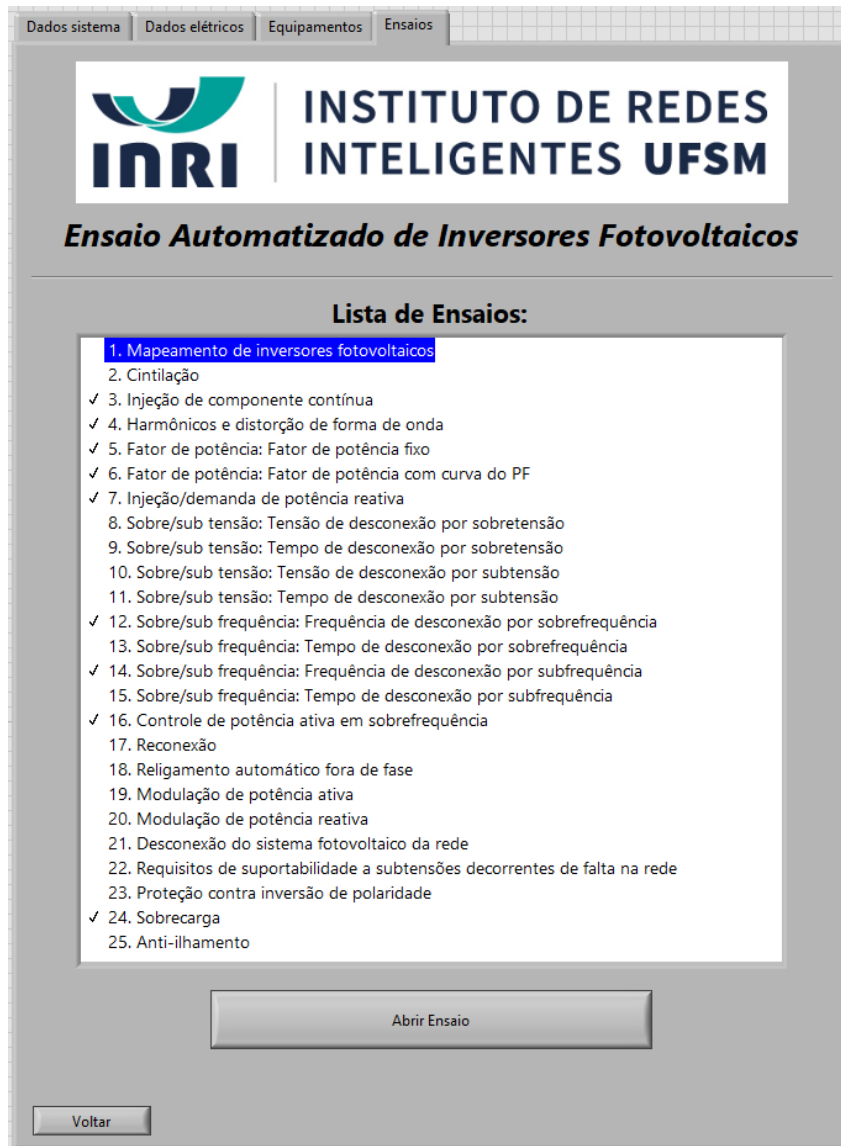 Dados sistema Dados elétricos Equipamentos Ensaios
INRI
INSTITUTO DE REDES
INTELIGENTES UFSM
Ensaio Automatizado de Inversores Fotovoltaicos
Lista de Ensaios:
1. Mapeamento de inversores fotovoltaicos
2. Cintilação
✓ 3. Injeção de componente contínua
✓ 4. Harmônicos e distorção de forma de onda
✓ 5. Fator de potência: Fator de potência fixo
✓ 6. Fator de potência: Fator de potência com curva do PF
✓ 7. Injeção/demanda de potência reativa
8. Sobre/sub tensão: Tensão de desconexão por sobretensão
9. Sobre/sub tensão: Tempo de desconexão por sobretensão
10. Sobre/sub tensão: Tensão de desconexão por subtensão
11. Sobre/sub tensão: Tempo de desconexão por subtensão
✓ 12. Sobre/sub frequência: Frequência de desconexão por sobrefrequência
13. Sobre/sub frequência: Tempo de desconexão por sobrefrequência
✓ 14. Sobre/sub frequência: Frequência de desconexão por subfrequência
15. Sobre/sub frequência: Tempo de desconexão por subfrequência
✓ 16. Controle de potência ativa em sobrefrequência
17. Reconexão
18. Religamento automático fora de fase
19. Modulação de potência ativa
20. Modulação de potência reativa
21. Desconexão do sistema fotovoltaico da rede
22. Requisitos de suportabilidade a subtensões decorrentes de falta na rede
23. Proteção contra inversão de polaridade
✓ 24. Sobrecarga
25. Anti-ilhamento
Abrir Ensaio
Voltar